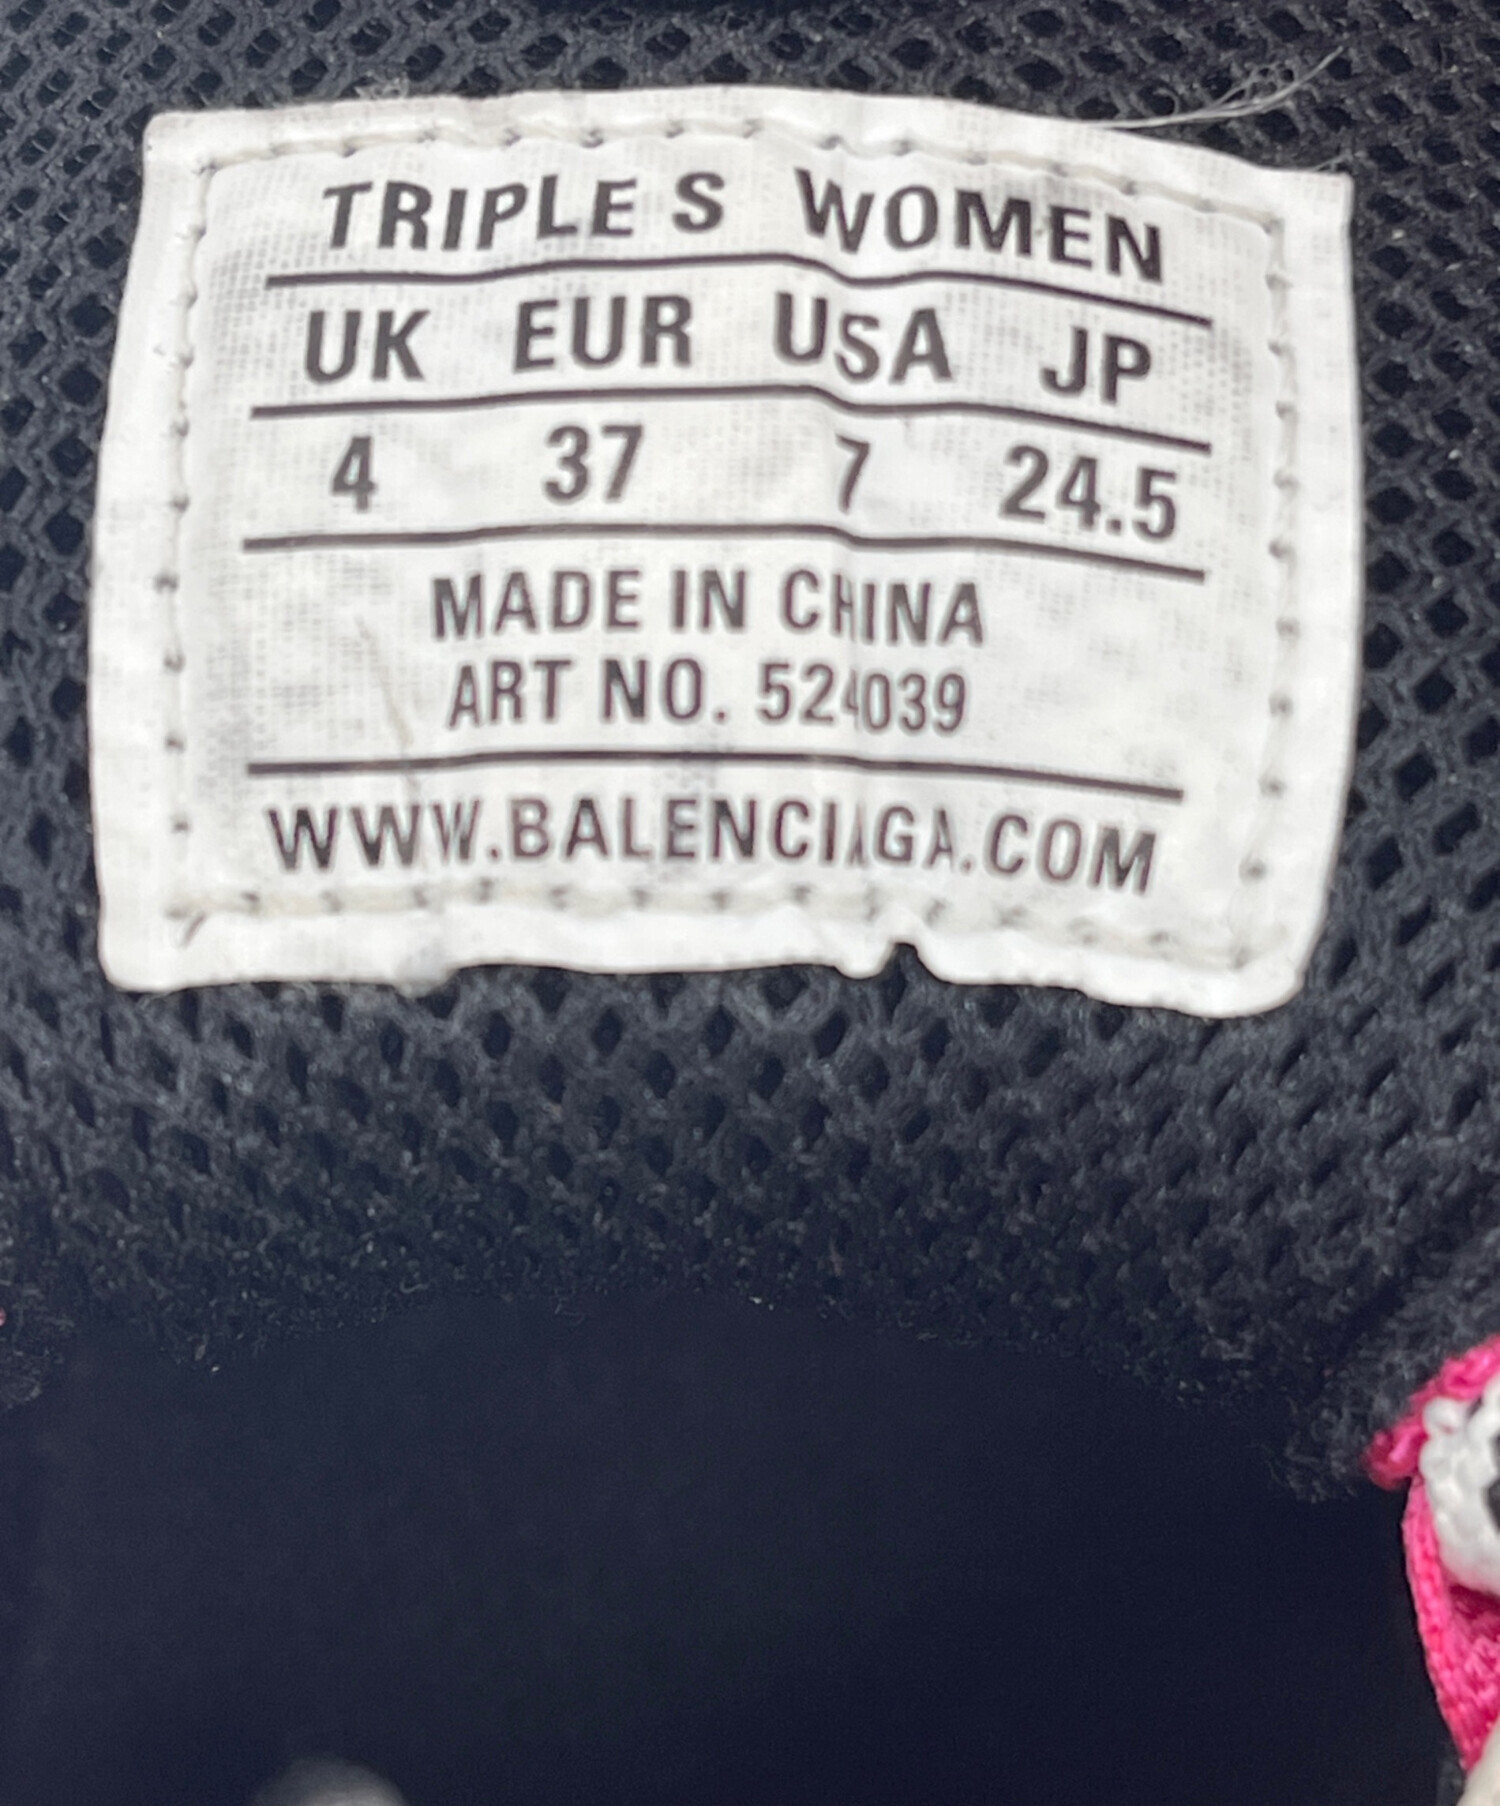 TRIPLE S WOMEN
UK EUR USA JP
4 37 7 24.5
MADE IN CHINA
ART NO. 524039
WWW.BALENCIAGA.COM